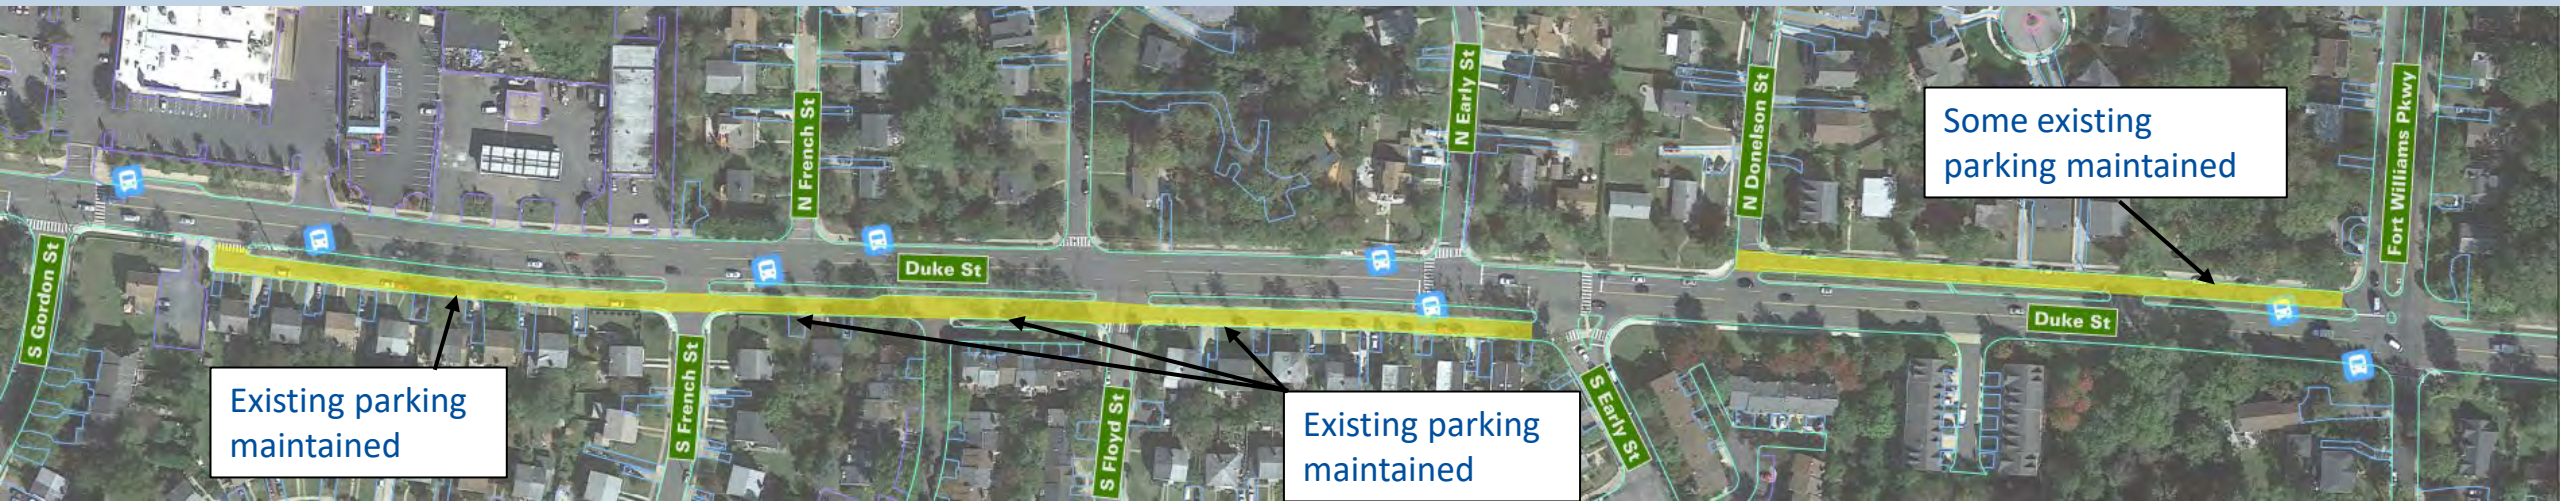 S Gordon St
Existing parking
maintained
S French St
N French St
Duke St
S Floyd St
Existing parking
maintained
N Early St
S Early St
N Donelson St
Some existing
parking maintained
Duke St
Fort Williams Pkwy